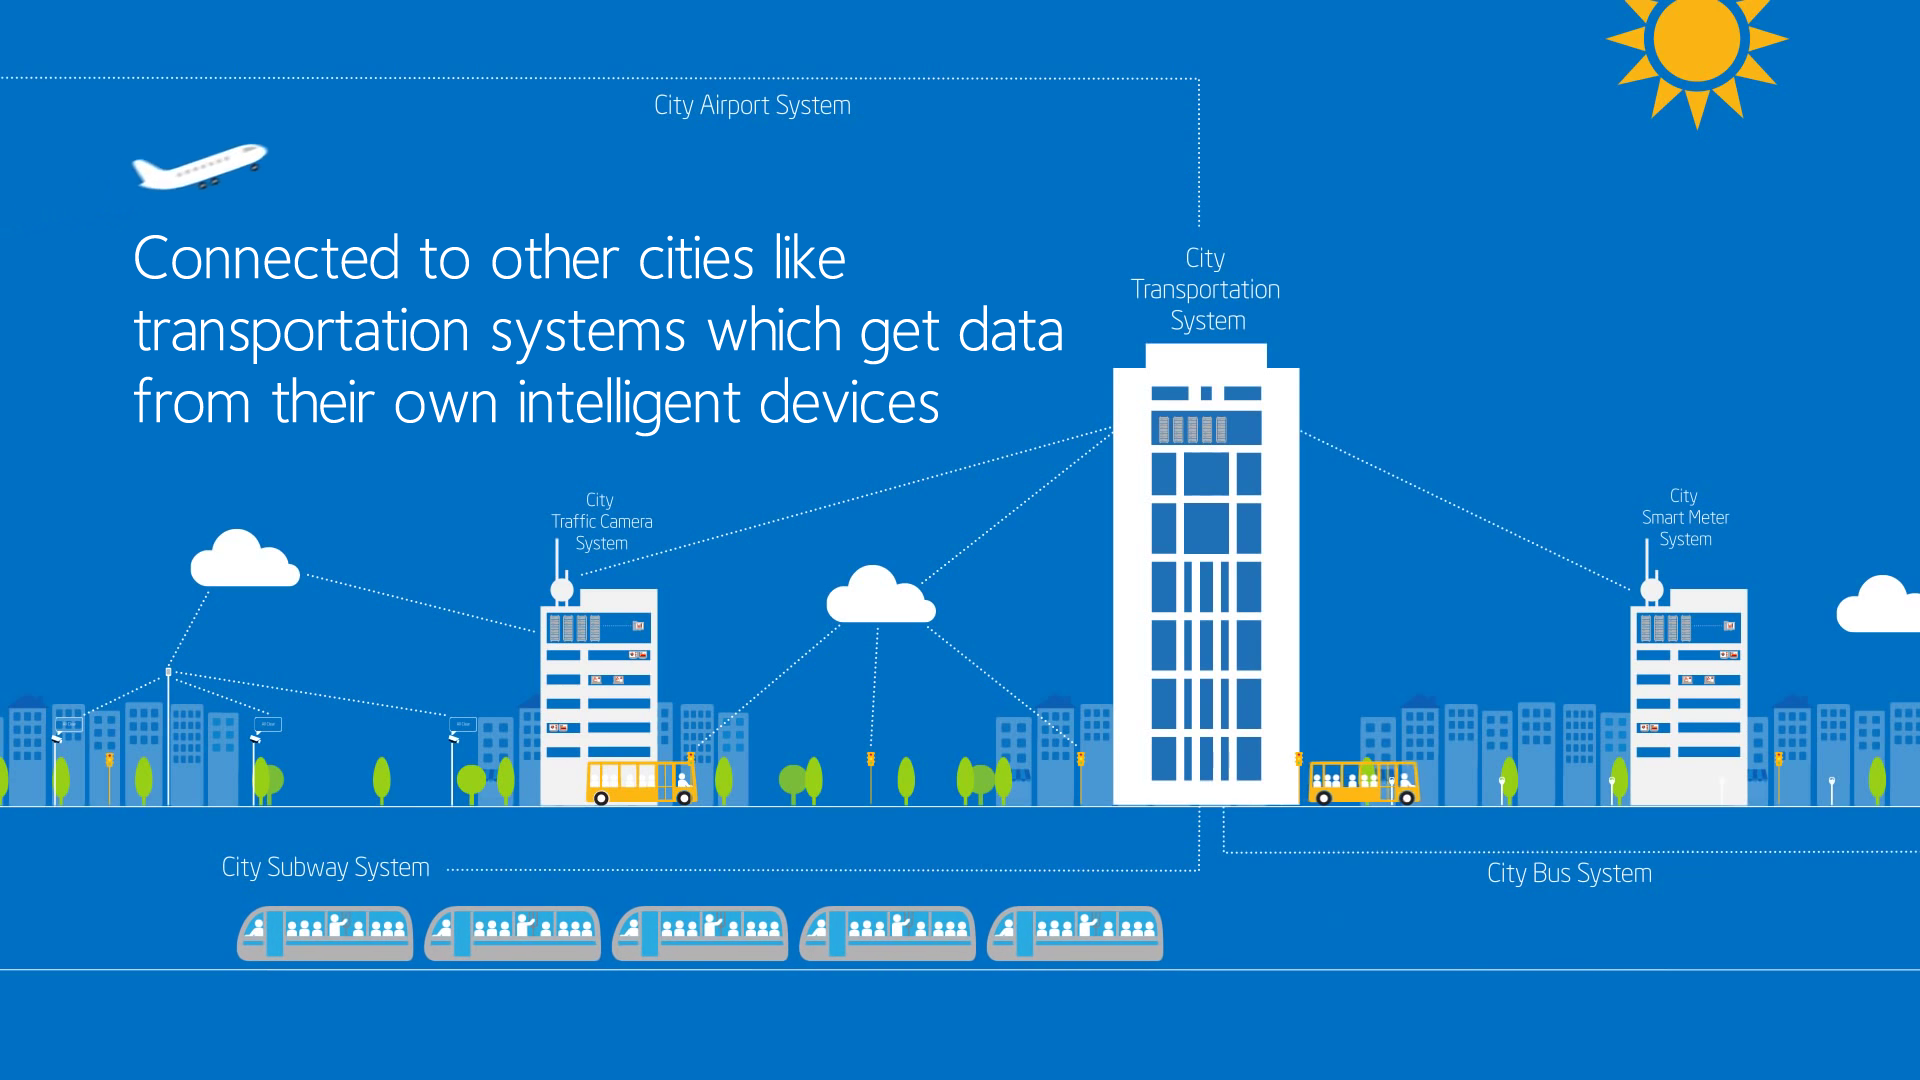 City Airport System
Connected to other cities like
transportation systems which get data
from their own intelligent devices
City
Transportation
System
City
Traffic Camera
System
City
Smart Meter
System
City Subway System
City Bus System